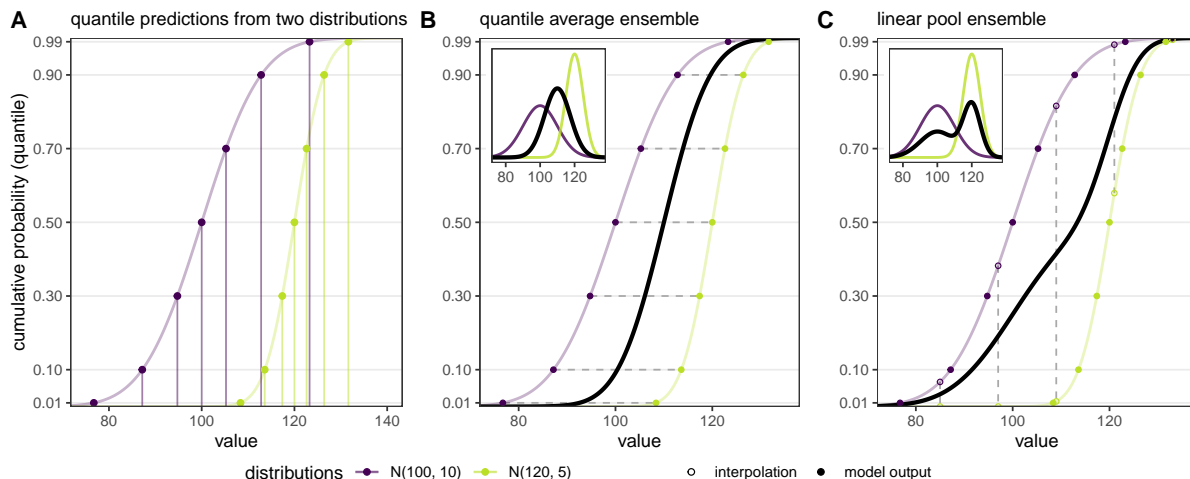 A quantile predictions from two distributions
cumulative probability (quantile)
0.99
0.90
0.70
0.50
0.30
0.10
0.01
80 100 120 140
value
B quantile average ensemble
0.99
0.90
0.70
0.50
0.30
0.10
0.01
80 100 120
100 120
value
C linear pool ensemble
0.99
0.90
0.70
0.50
0.30
0.10
0.01
80 100 120
100 120
value
distributions N(100, 10) N(120, 5) interpolation model output